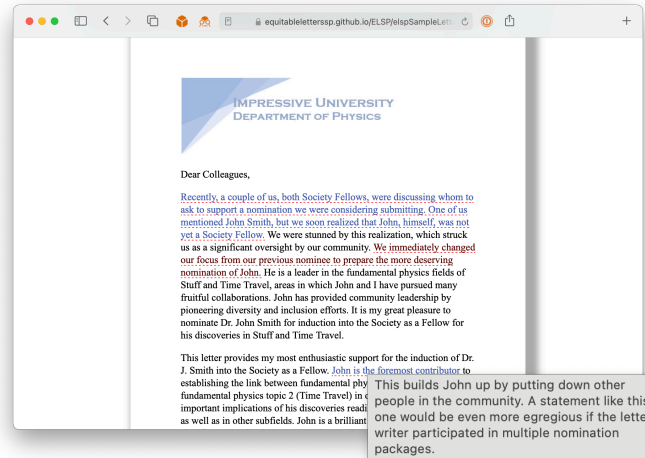 equitableletterssp.github.io/ELSP/elspSampleLett
IMPRESSIVE UNIVERSITY
DEPARTMENT OF PHYSICS
Dear Colleagues,
Recently, a couple of us, both Society Fellows, were discussing whom to
ask to support a nomination we were considering submitting. One of us
mentioned John Smith, but we soon realized that John, himself, was not
yet a Society Fellow. We were stunned by this realization, which struck
us as a significant oversight by our community. We immediately changed
our focus from our previous nominee to prepare the more deserving
nomination of John. He is a leader in the fundamental physics fields of
Stuff and Time Travel, areas in which John and I have pursued many
fruitful collaborations. John has provided community leadership by
pioneering diversity and inclusion efforts. It is my great pleasure to
nominate Dr. John Smith for induction into the Society as a Fellow for
his discoveries in Stuff and Time Travel.
This letter provides my most enthusiastic support for the induction of Dr.
J. Smith into the Society as a Fellow. John is the foremost contributor to
establishing the link between fundamental phy
fundamental physics topic 2 (Time Travel) in
important implications of his discoveries readi
as well as in other subfields. John is a brilliant
This builds John up by putting down other
people in the community. A statement like this
one would be even more egregious if the lette
writer participated in multiple nomination
packages.